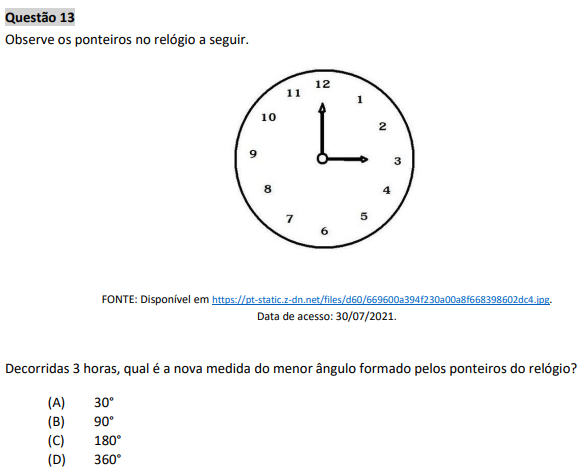 Questão 13
Observe os ponteiros no relógio a seguir.
12
11
1
10
2
9
3
8
4
7
5
6
FONTE: Disponível em https://pt-static.z-dn.net/files/d60/669600a394f230a00a8f668398602dc4.jpg.
Data de acesso: 30/07/2021.
Decorridas 3 horas, qual é a nova medida do menor ângulo formado pelos ponteiros do relógio?
(A) 30°
(B) 90°
(C) 180°
(D) 360°